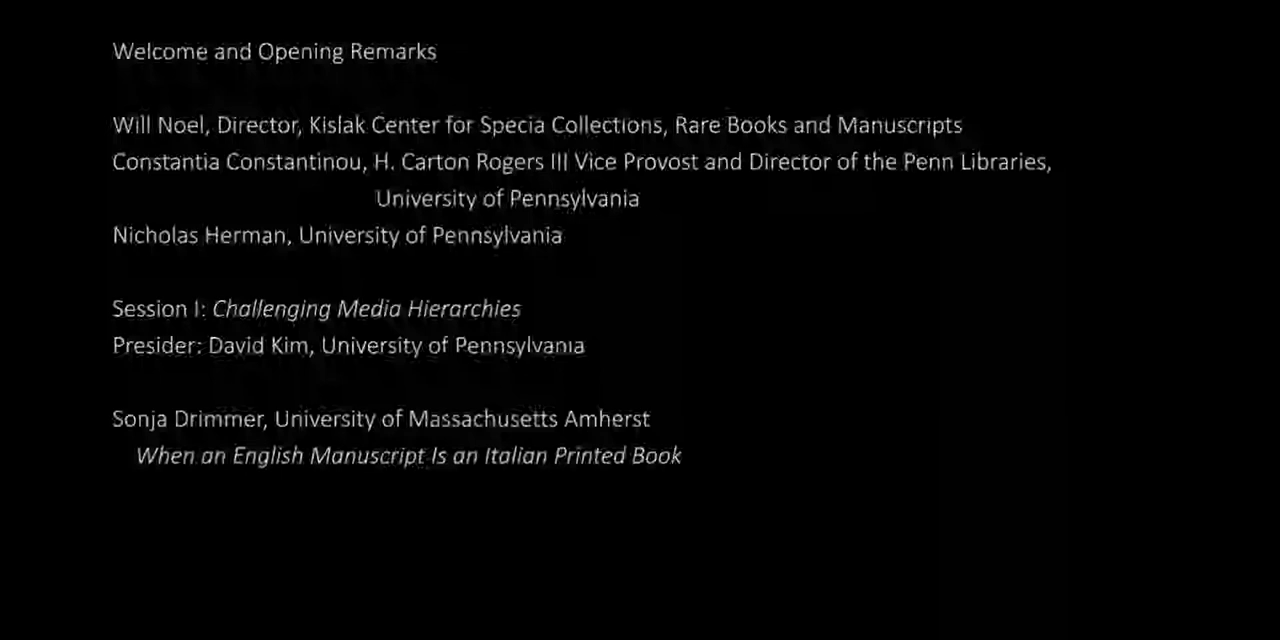 Welcome and Opening Remarks
Will Noel, Director, Kislak Center for Specia Collections, Rare Books and Manuscripts
Constantia Constantinou, H. Carton Rogers III Vice Provost and Director of the Penn Libraries,
University of Pennsylvania
Nicholas Herman, University of Pennsylvania
Session I: Challenging Media Hierarchies
Presider: David Kim, University of Pennsylvania
Sonja Drimmer, University of Massachusetts Amherst
When an English Manuscript Is an Italian Printed Book